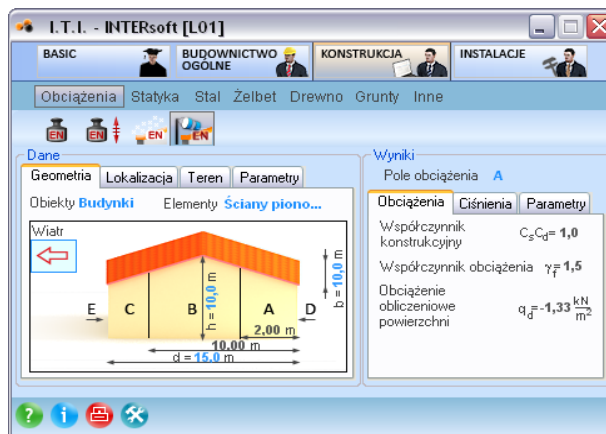 I.T.I. - INTERsoft [L01]
BASIC
BUDOWNICTWO OGÓLNE
KONSTRUKCJA
INSTALACJE
Obciążenia Statyka Stal Żelbet Drewno Grunty Inne
EN EN EN EN
Dane
Geometria Lokalizacja Teren Parametry
Obiekty Budynki Elementy Ściany piono...
Wiatr
E C B A D
h = 10,0 m
b = 10,0 m
2,00 m
10,00 m
d = 15,0 m
Wyniki
Pole obciążenia A
Obciążenia Ciśnienia Parametry
Współczynnik
konstrukcyjny
CsCd= 1,0
Współczynnik obciążenia γf= 1,5
Obciążenie
obliczeniowe
powierzchni
qd=-1,33 kN/m²
? i